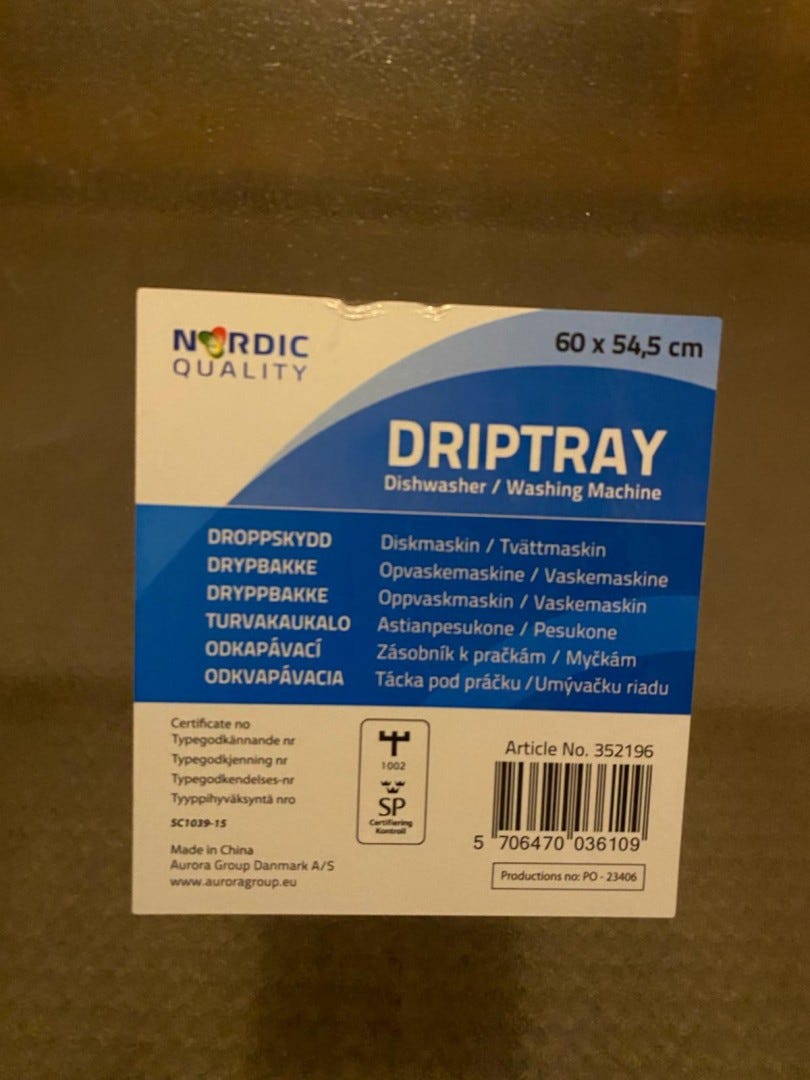 NORDIC
QUALITY
60 x 54,5 cm
DRIPTRAY
Dishwasher / Washing Machine
DROPPSKYDD Diskmaskin / Tvättmaskin
DRYPBAKKE Opvaskemaskine / Vaskemaskine
DRYPPBAKKE Oppvaskmaskin / Vaskemaskin
TURVAKAUKALO Astianpesukone / Pesukone
ODKAPÁVACÍ Zásobník k pračkám / Myčkám
ODKVAPÁVACIA Tácka pod práčku /Umývačku riadu
Certificate no
Typegodkännande nr
Typegodkjenning nr
Typegodkendelses-nr
Tyyppihyväksyntä nro
SC1039-15
Made in China
Aurora Group Danmark A/S
www.auroragroup.eu
1002
SP
Certifiering
Kontroll
Article No. 352196
5 706470 036109
Productions no: PO - 23406